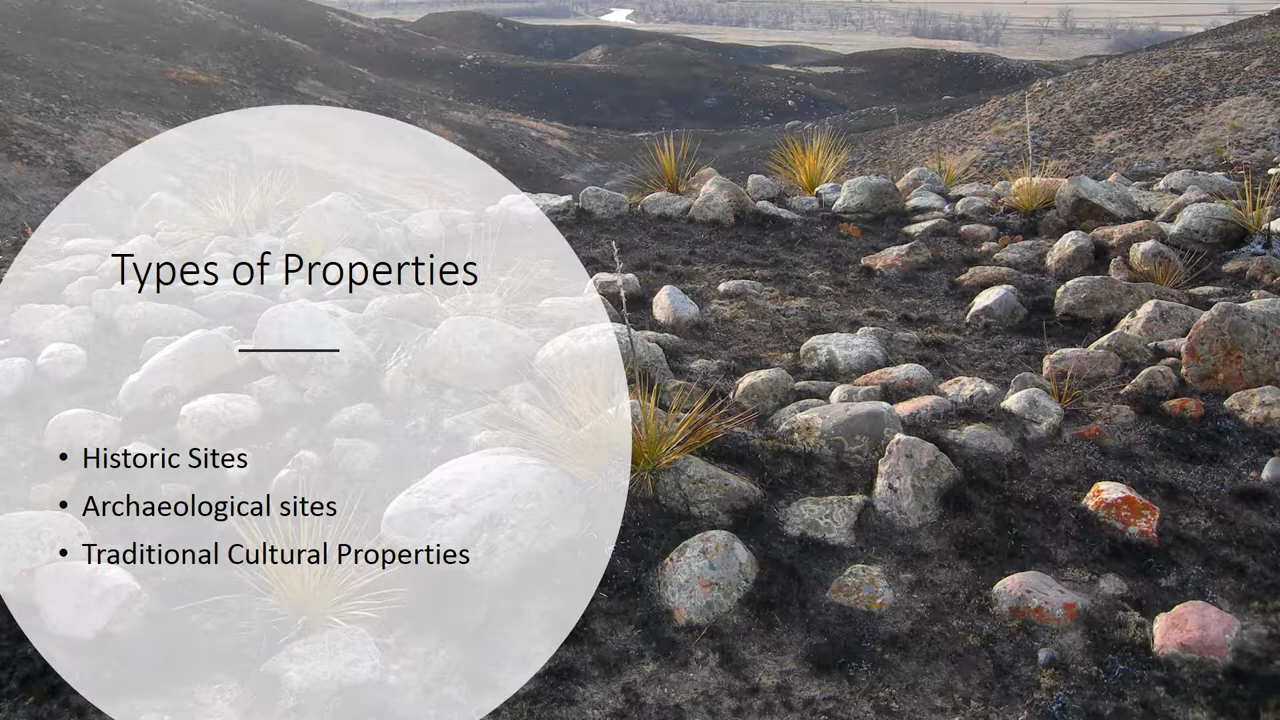 Types of Properties
• Historic Sites
• Archaeological sites
• Traditional Cultural Properties